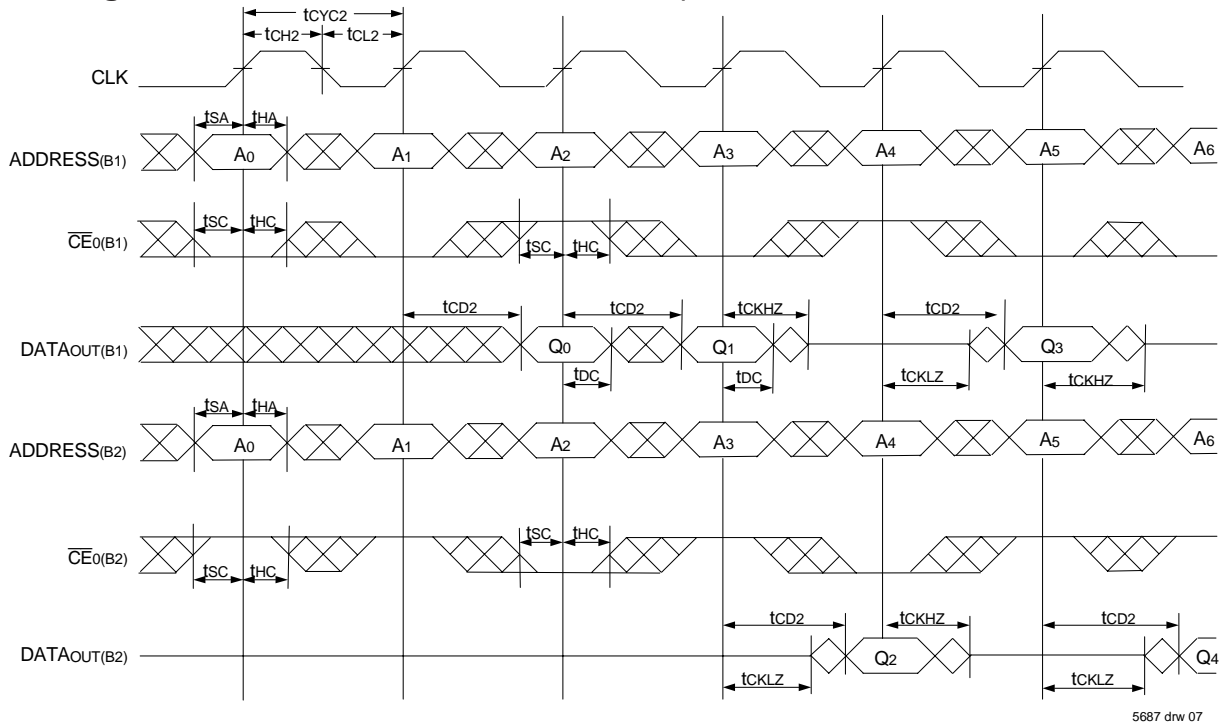 tCYC2
tCH2 tCL2
CLK
tSA tHA
ADDRESS(B1) A0 A1 A2 A3 A4 A5 A6
tSC tHC
CE0(B1) tSC tHC
tCD2 tCD2 tCKHZ tCD2
DATAOUT(B1) Q0 Q1 Q3
tDC tDC tCKLZ tCKHZ
tSA tHA
ADDRESS(B2) A0 A1 A2 A3 A4 A5 A6
tSC tHC
CE0(B2)
tSC tHC
tCD2 tCKHZ tCD2
DATAOUT(B2) Q2 Q4
tCKLZ tCKLZ
5687 drw 07